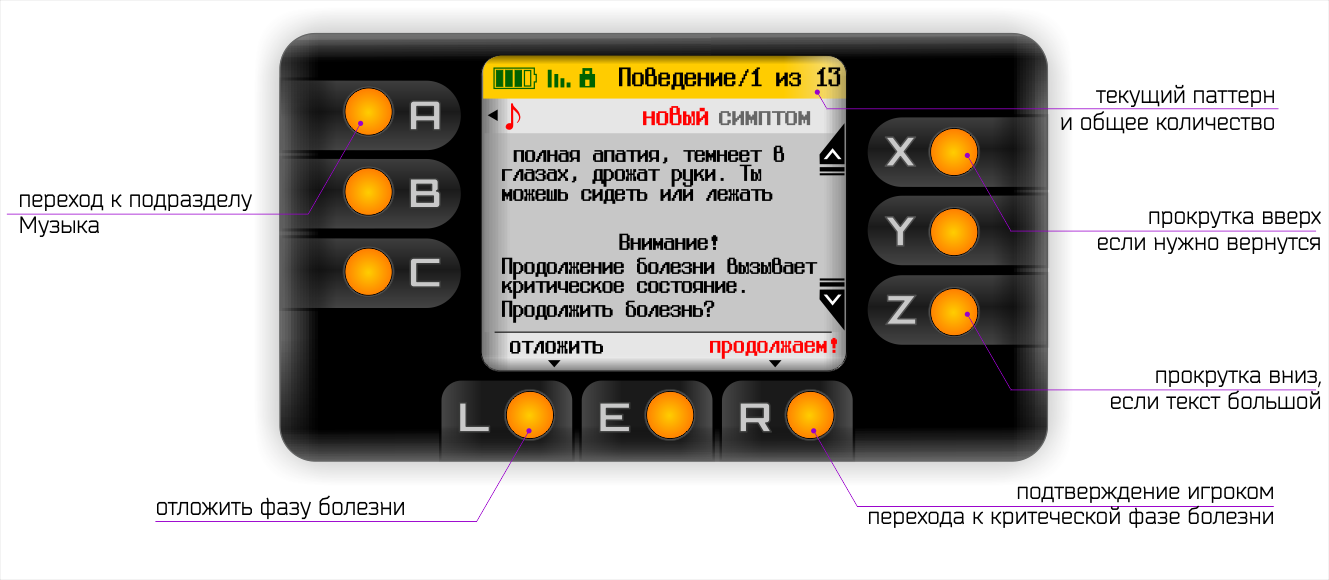 Поведение/1 из 13
новый симптом
полная апатия, темнеет в
глазах, дрожат руки. Ты
можешь сидеть или лежать
Внимание!
Продолжение болезни вызывает
критическое состояние.
Продолжить болезнь?
отложить продолжаем!
A
B
C
X
Y
Z
L E R
переход к подразделу
Музыка
текущий паттерн
и общее количество
прокрутка вверх
если нужно вернутся
прокрутка вниз,
если текст большой
отложить фазу болезни
подтверждение игроком
перехода к критеческой фазе болезни